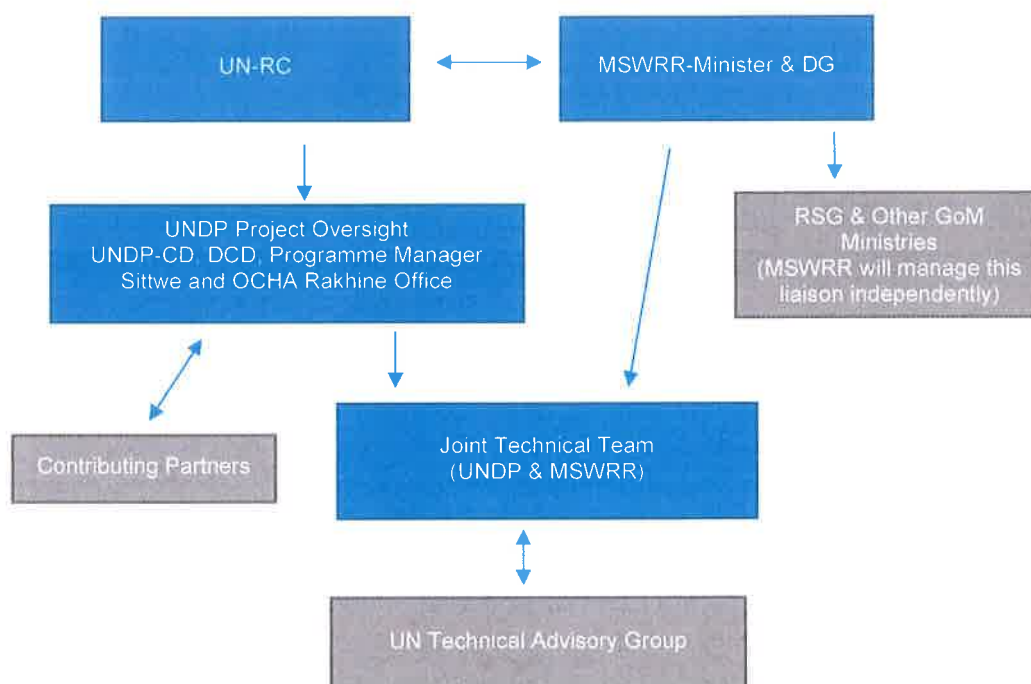 UN-RC
MSWRR-Minister & DG
UNDP Project Oversight
UNDP-CD, DCD, Programme Manager
Sittwe and OCHA Rakhine Office
RSG & Other GoM
Ministries
(MSWRR will manage this
liaison independently)
Contributing Partners
Joint Technical Team
(UNDP & MSWRR)
UN Technical Advisory Group